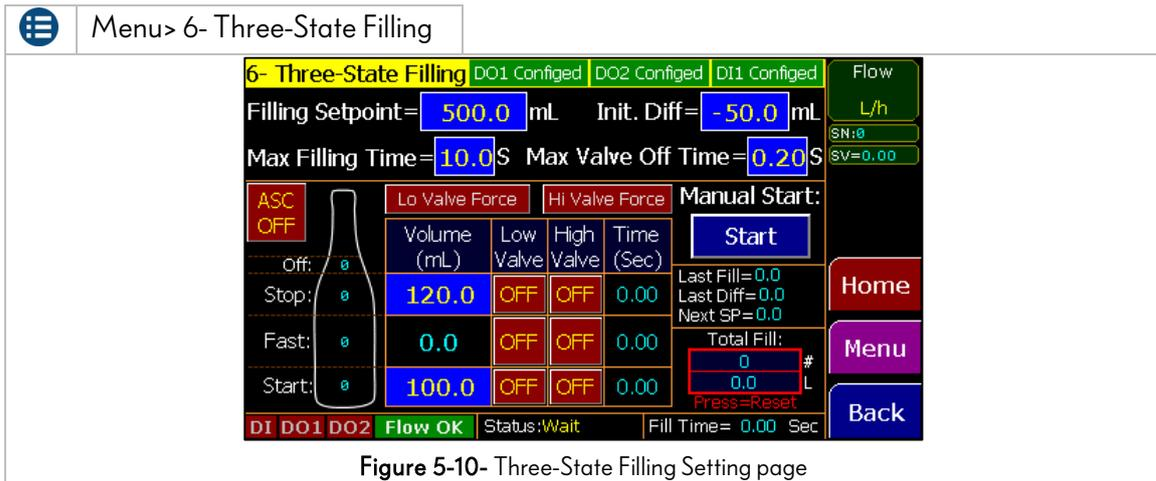 Menu> 6- Three-State Filling
6- Three-State Filling DO1 Configed DO2 Configed DI1 Configed
Flow
L/h
SN:0
SV=0.00
Filling Setpoint= 500.0 mL Init. Diff= -50.0 mL
Max Filling Time= 10.0 S Max Valve Off Time= 0.20 S
ASC
OFF
Lo Valve Force Hi Valve Force Manual Start:
Volume
(mL)
Low
Valve
High
Valve
Time
(Sec)
Start
Off: 0
Stop: 0 120.0 OFF OFF 0.00
Fast: 0 0.0 OFF OFF 0.00
Start: 0 100.0 OFF OFF 0.00
Last Fill=0.0
Last Diff=0.0
Next SP=0.0
Total Fill:
0 #
0.0 L
Press=Reset
Home
Menu
Back
DI DO1 DO2 Flow OK Status:Wait Fill Time= 0.00 Sec
Figure 5-10- Three-State Filling Setting page